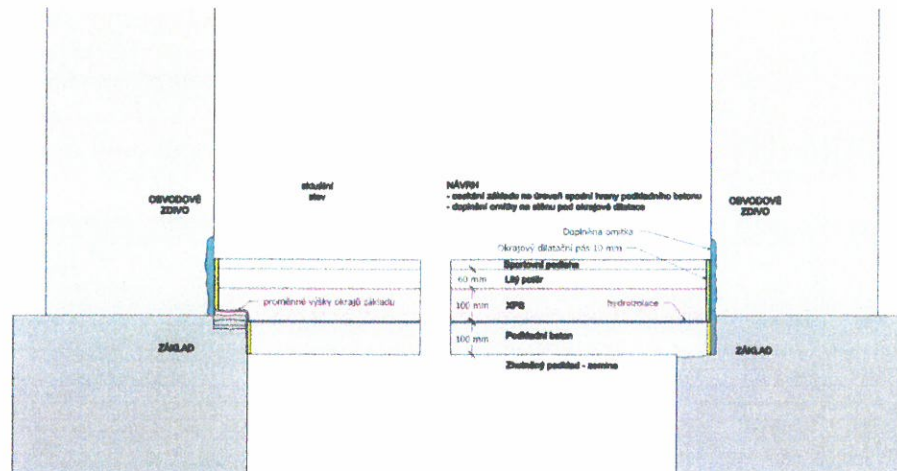 OBVODOVÉ
ZDIVO
skutečný
stav
proměnné výšky okrajů základu
ZÁKLAD
NÁVRH
- osekání základu na úroveň spodní hrany podkladního betonu
- doplnění omítky na stěnu pod okrajové dilatace
OBVODOVÉ
ZDIVO
Doplněna omítka
Okrajový dilatační pás 10 mm
Sportovní podlaha
60 mm
Litý potěr
100 mm
XPS
hydroizolace
100 mm
Podkladní beton
ZÁKLAD
Zhutněný podklad - zemina